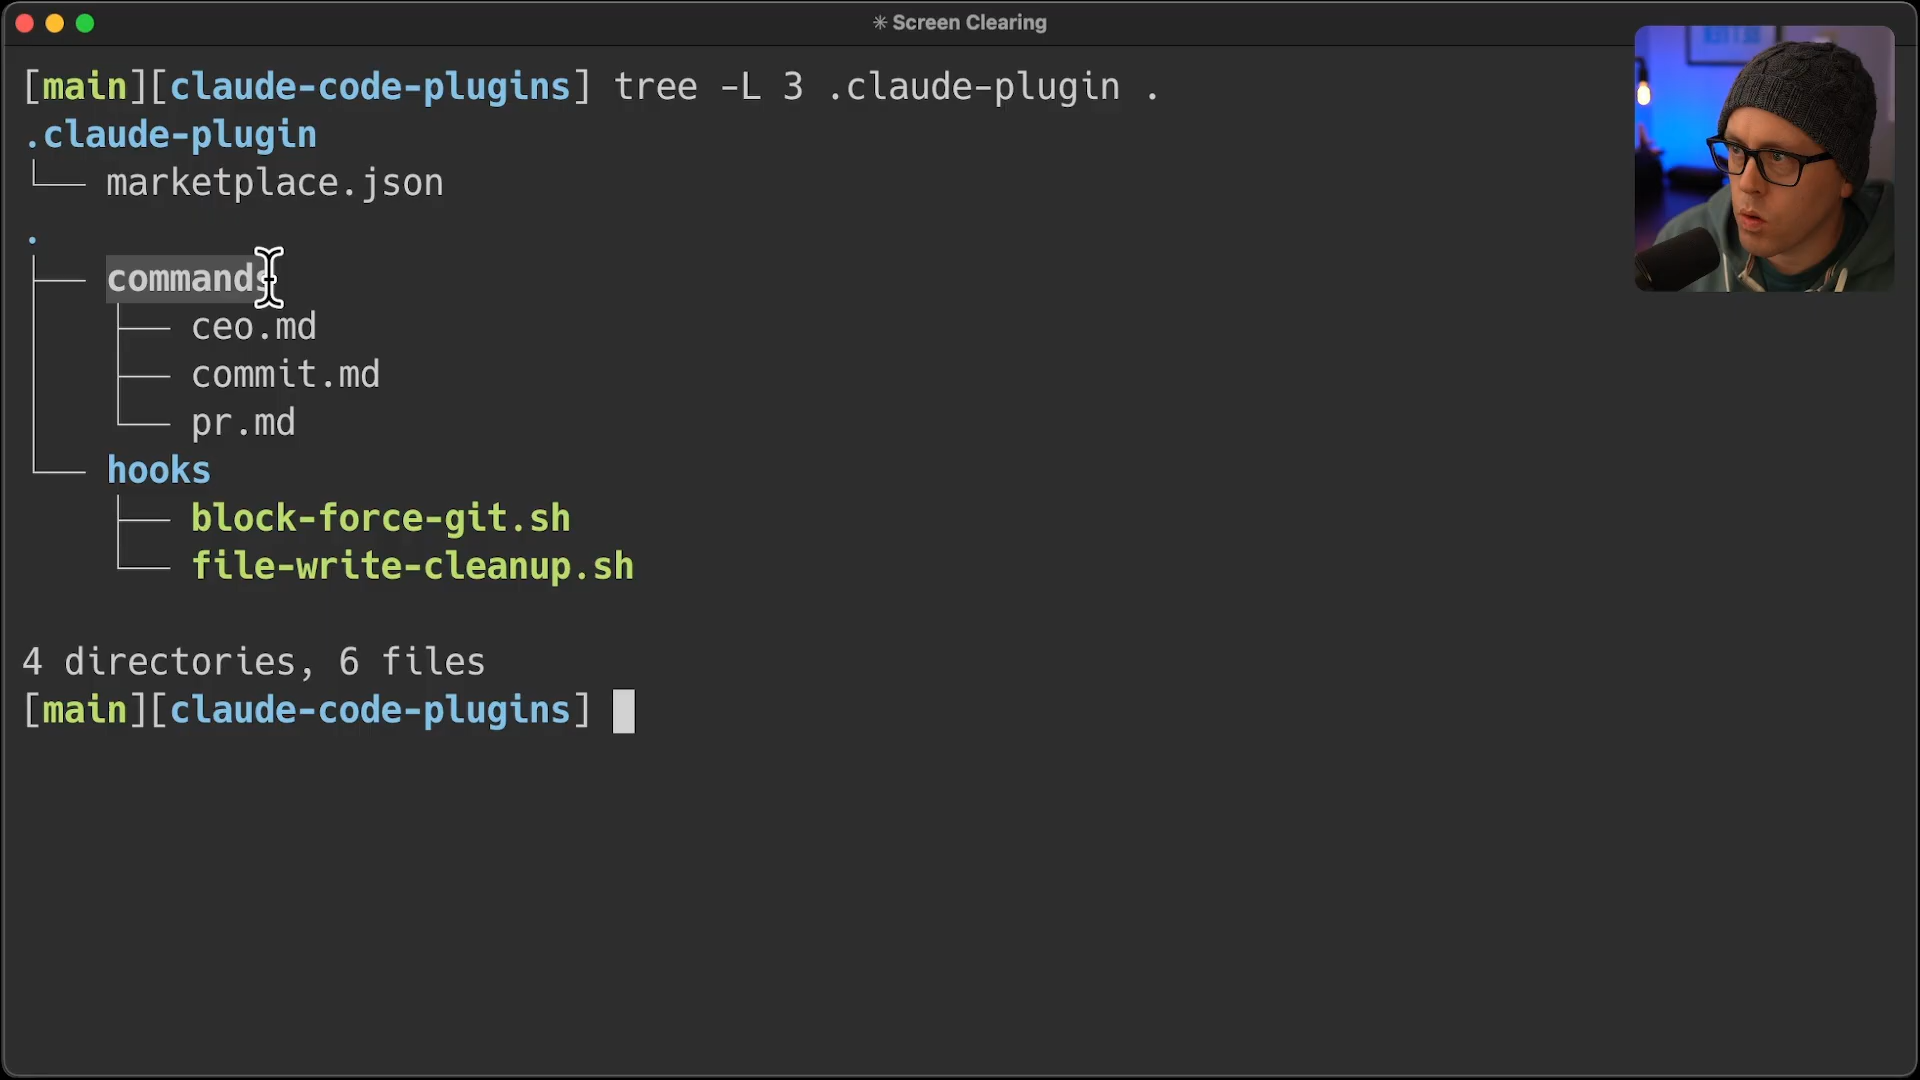 ✳ Screen Clearing
[main][claude-code-plugins] tree -L 3 .claude-plugin .
.claude-plugin
└── marketplace.json
.
├── commands
│   ├── ceo.md
│   ├── commit.md
│   └── pr.md
└── hooks
    ├── block-force-git.sh
    └── file-write-cleanup.sh
4 directories, 6 files
[main][claude-code-plugins]